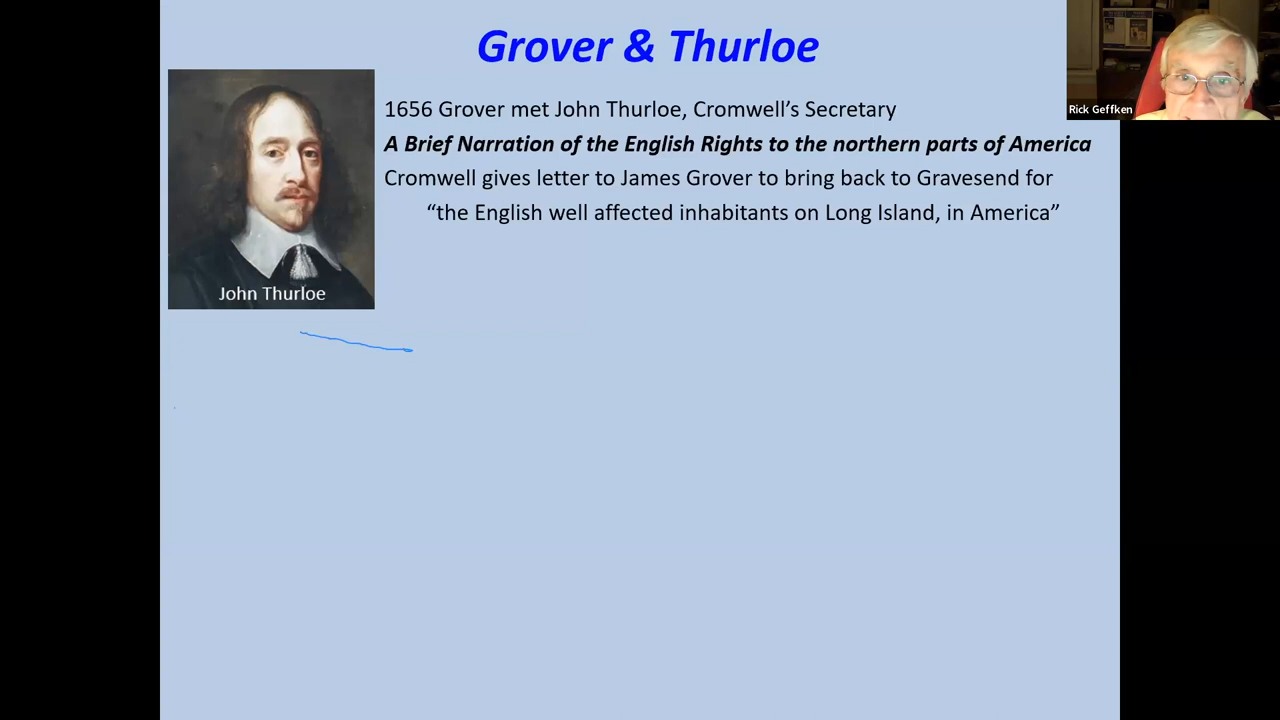 Grover & Thurloe
Rick Geffken
1656 Grover met John Thurloe, Cromwell’s Secretary
A Brief Narration of the English Rights to the northern parts of America
Cromwell gives letter to James Grover to bring back to Gravesend for
“the English well affected inhabitants on Long Island, in America”
John Thurloe